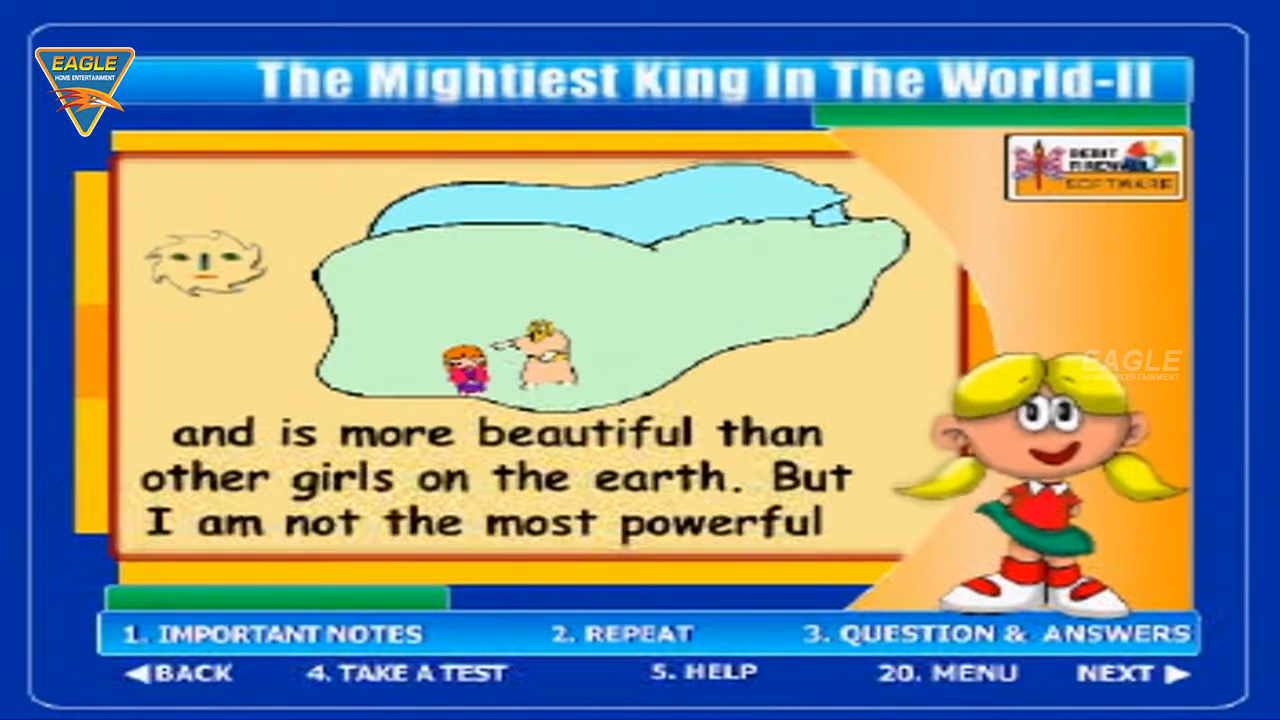 EAGLE
HOME ENTERTAINMENT
The Mightiest King In The World-II
SOFTWARE
EAGLE
ENTERTAINMENT
and is more beautiful than
other girls on the earth. But
I am not the most powerful
1. IMPORTANT NOTES
2. REPEAT
3. QUESTION & ANSWERS
BACK
4. TAKE A TEST
5. HELP
20. MENU
NEXT